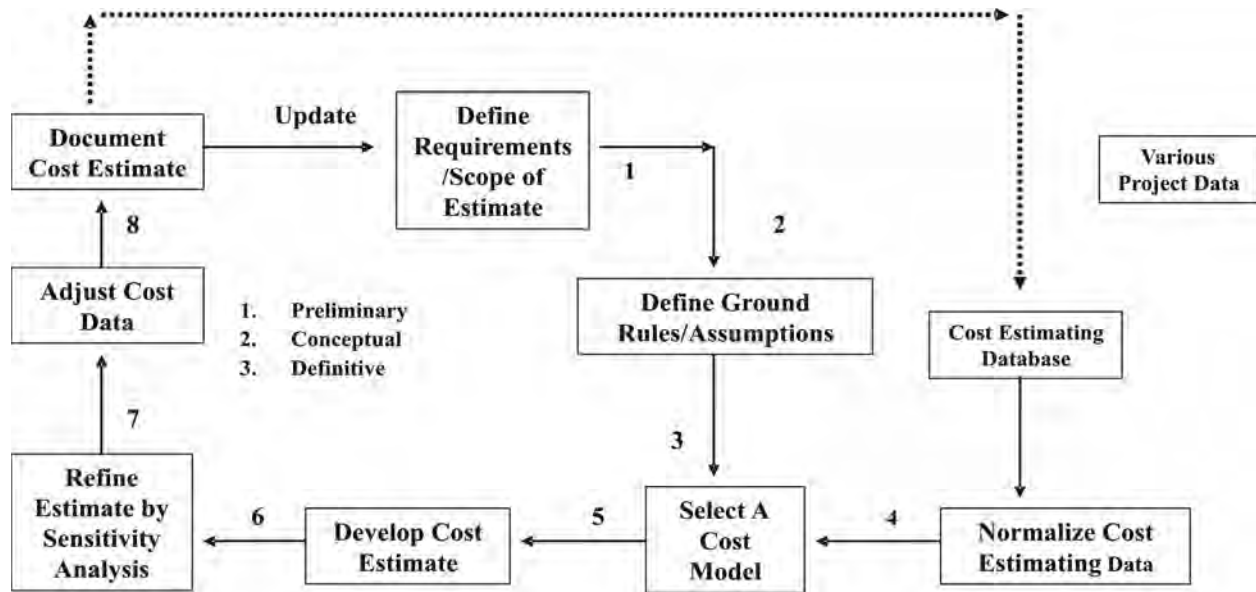 Document
Cost Estimate
Update
Define
Requirements
/Scope of
Estimate
1
2
Various
Project Data
8
Adjust Cost
Data
1. Preliminary
2. Conceptual
3. Definitive
Define Ground
Rules/Assumptions
Cost Estimating
Database
7
3
Refine
Estimate by
Sensitivity
Analysis
6
Develop Cost
Estimate
5
Select A
Cost
Model
4
Normalize Cost
Estimating Data